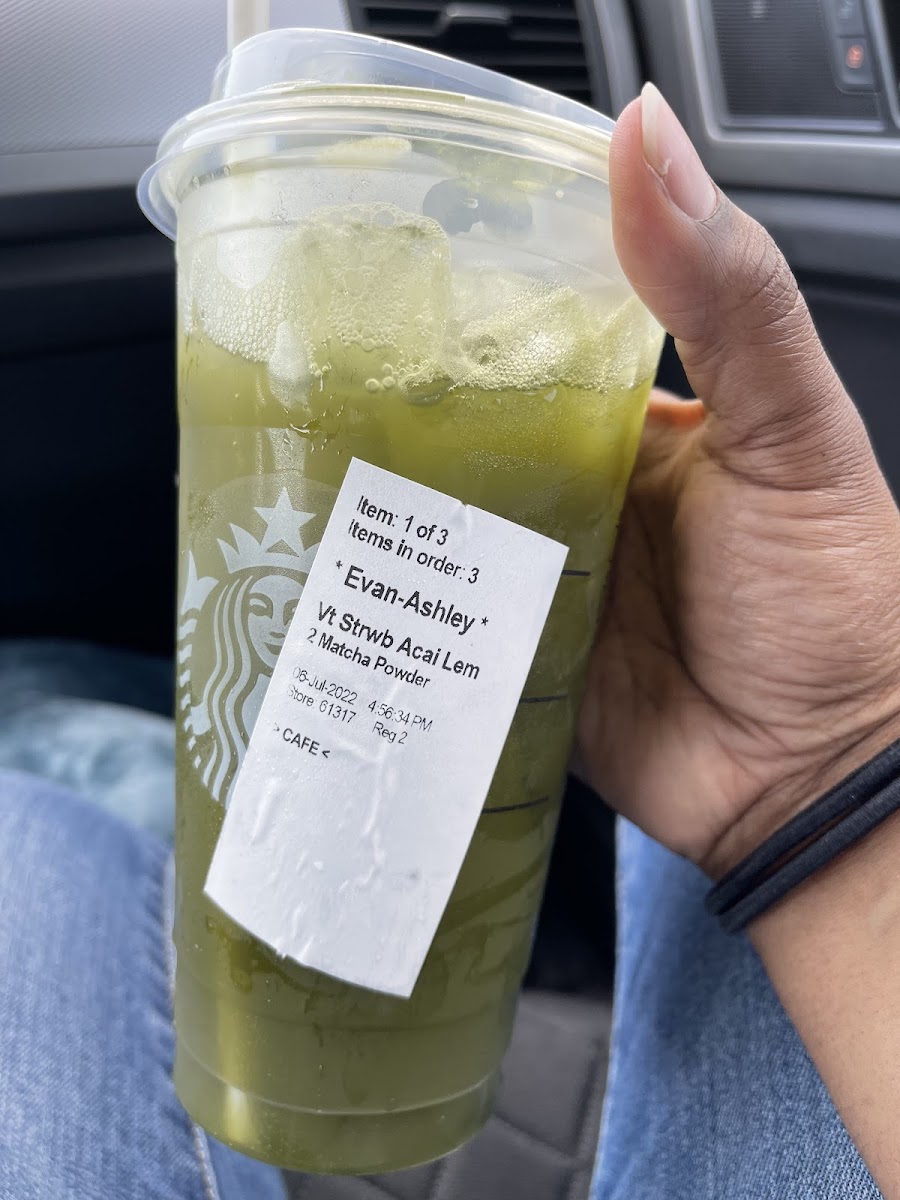 Item: 1 of 3
Items in order: 3
* Evan-Ashley *
Vt Strwb Acai Lem
2 Matcha Powder
06-Jul-2022 4:56:34 PM
Store 61317 Reg 2
> CAFE <